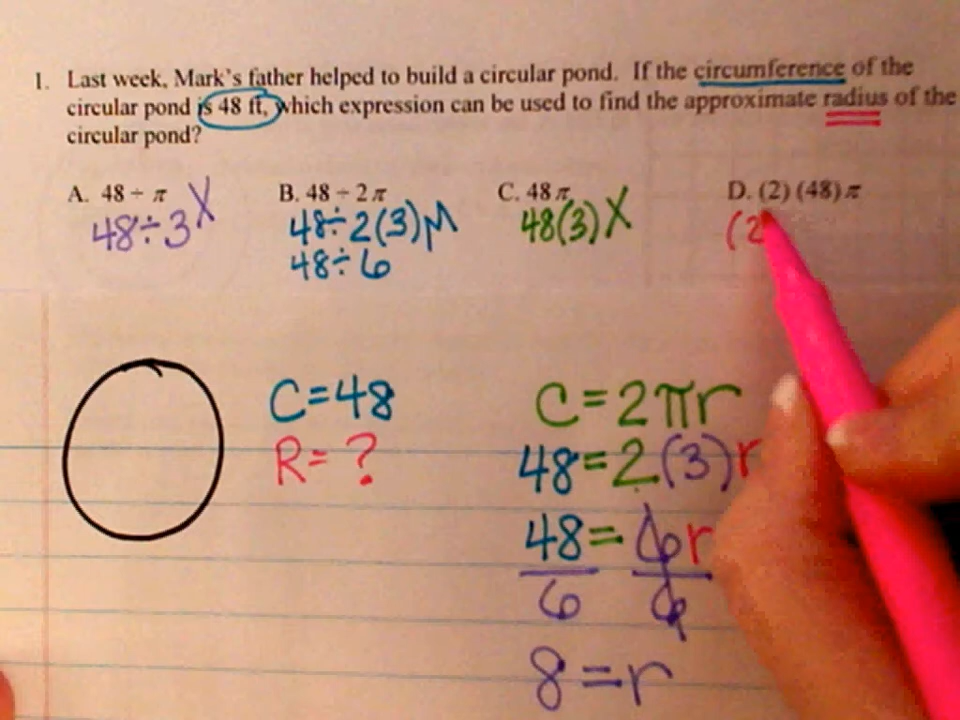 1. Last week, Mark's father helped to build a circular pond. If the circumference of the
circular pond is 48 ft, which expression can be used to find the approximate radius of the
circular pond?
A. 48 ÷ π
48÷3 X
B. 48 ÷ 2 π
48÷2(3)
48÷6
C. 48 π
48(3) X
D. (2) (48) π
(2
C=48
R= ?
C=2πr
48=2(3)r
48=6r
6 6
8=r